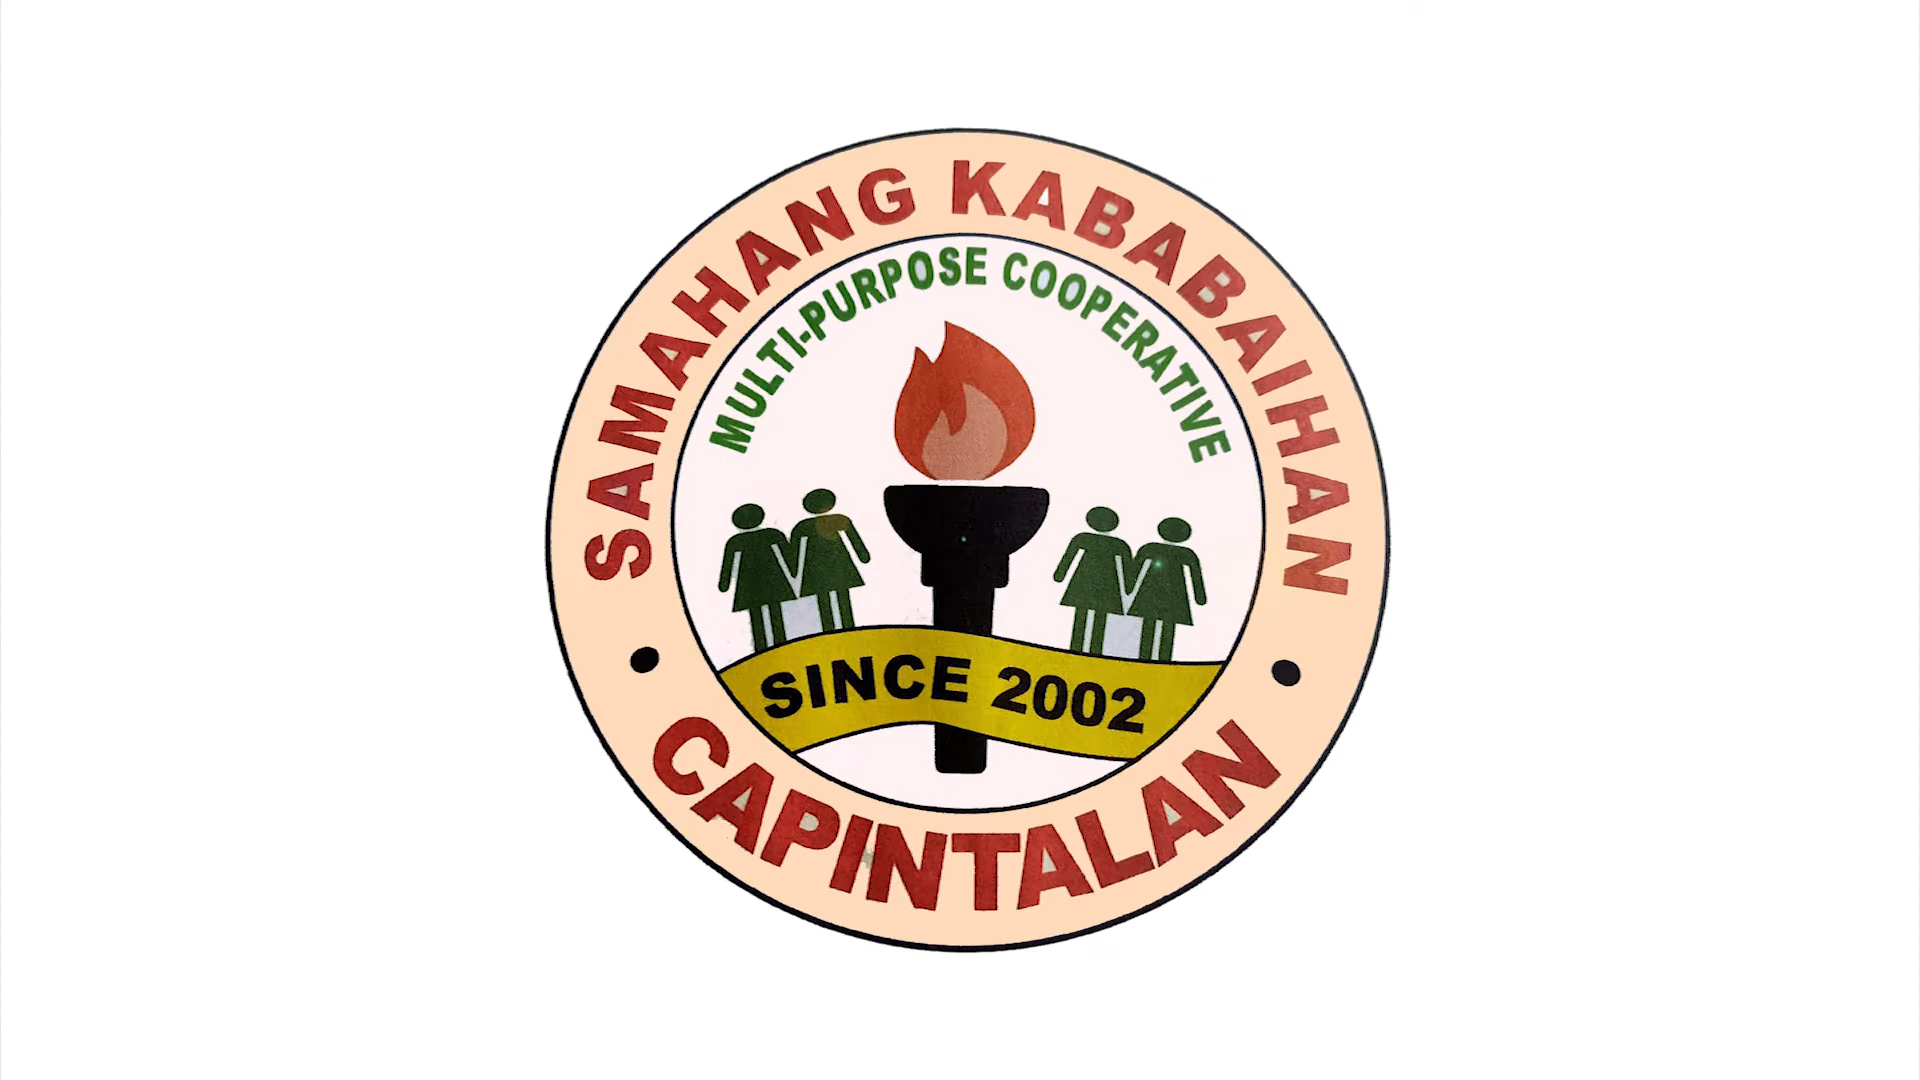 SAMAHANG KABABAIHAN
MULTI-PURPOSE COOPERATIVE
SINCE 2002
CAPINTALAN